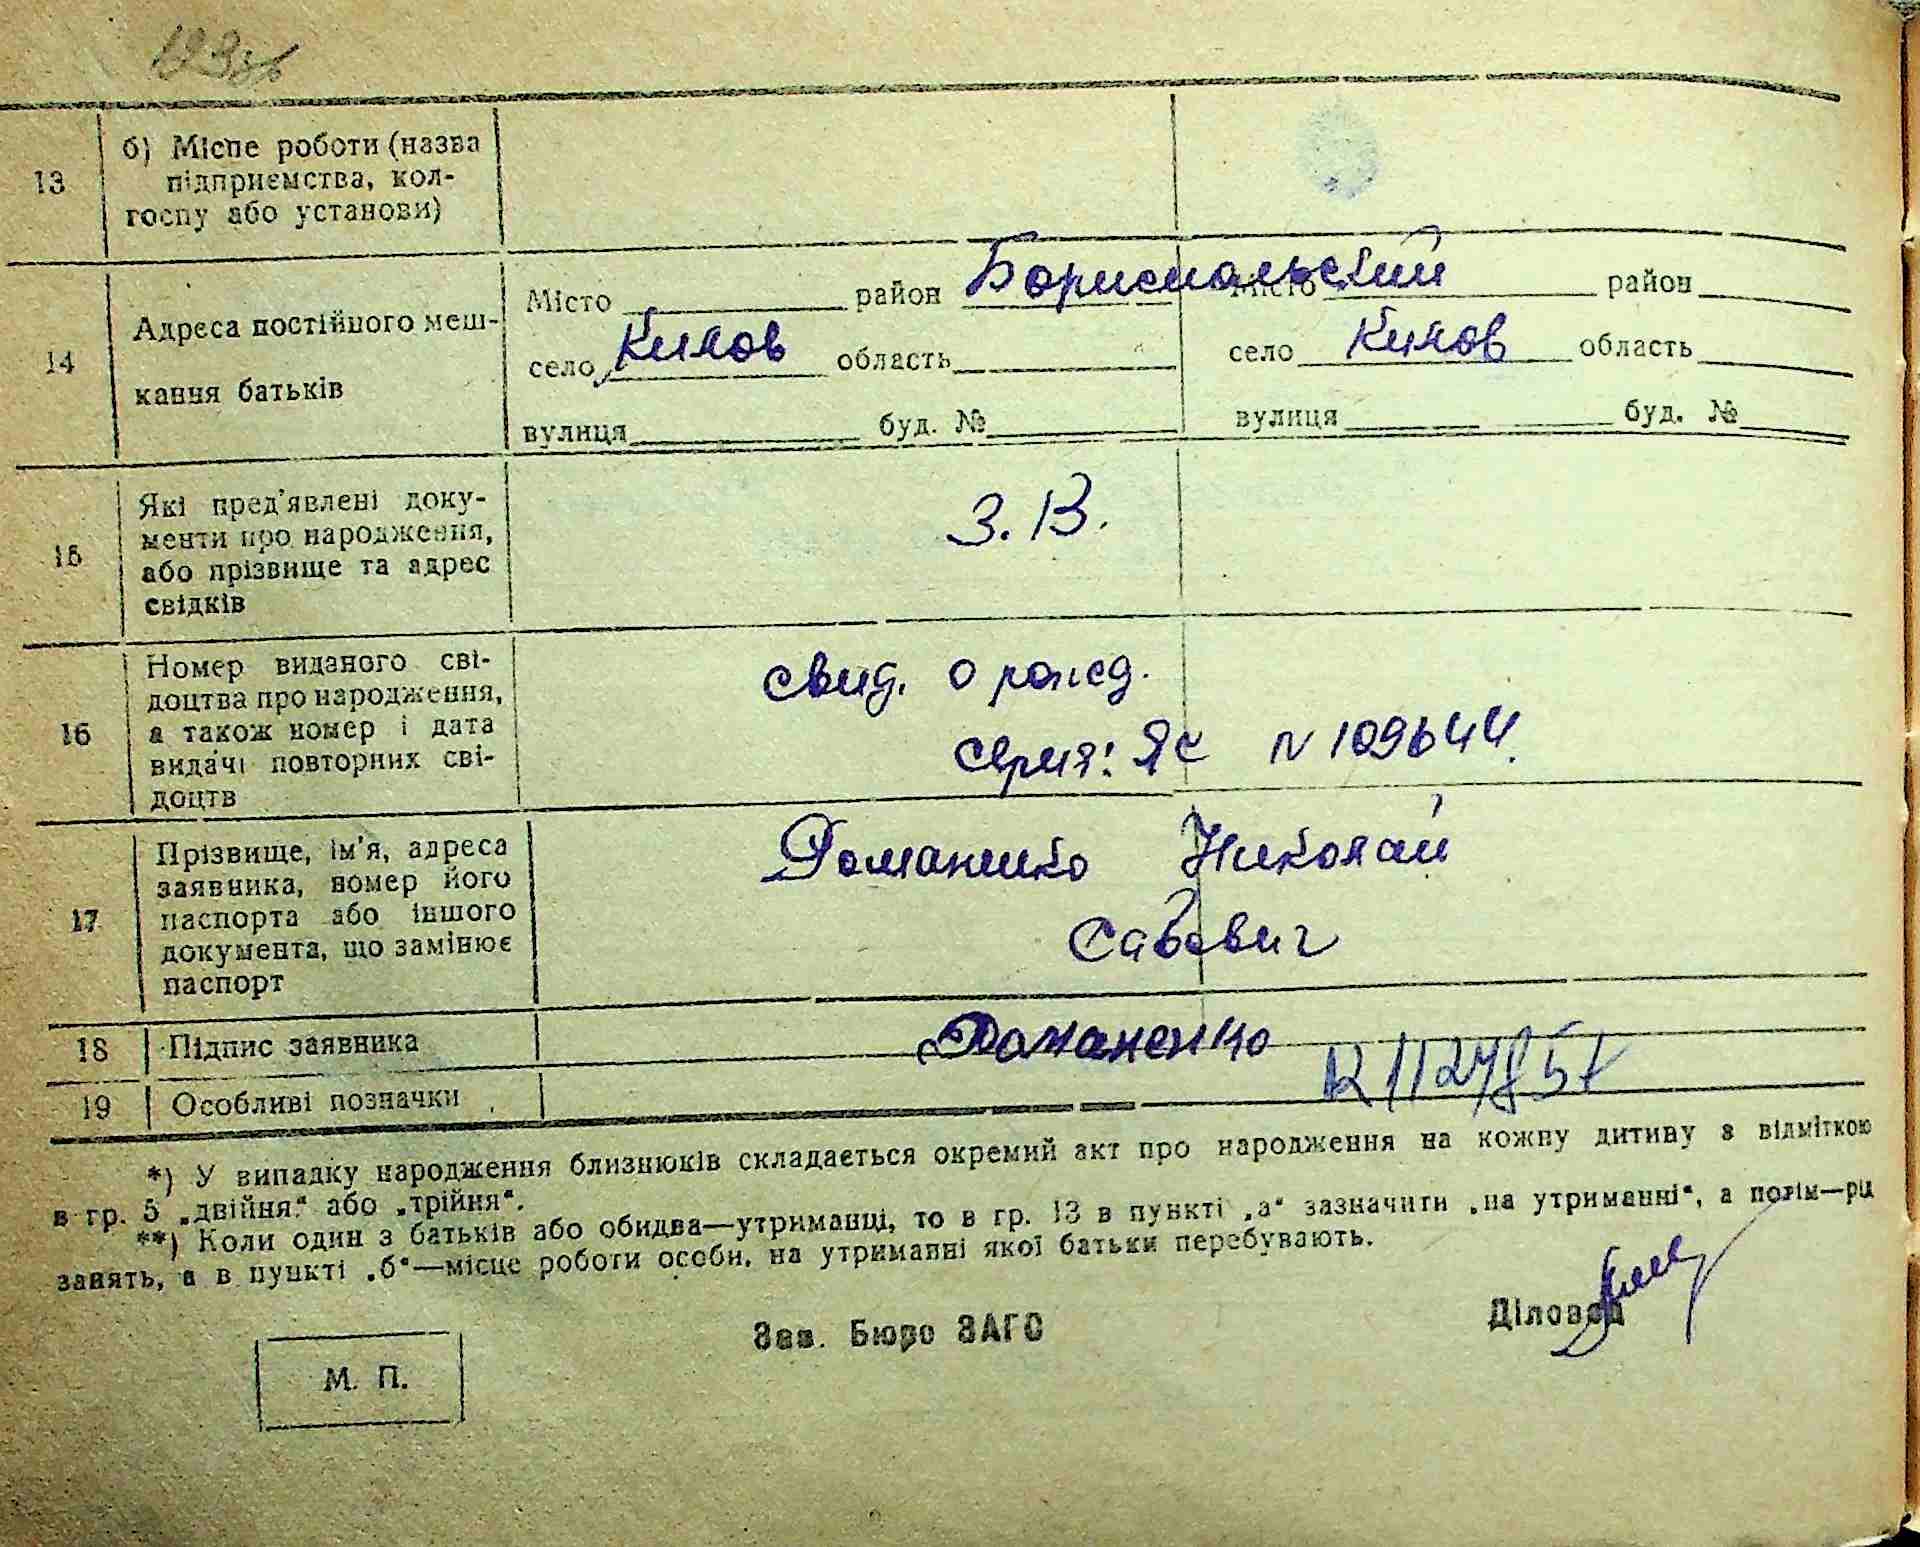 13 б) Місце роботи (назва
підприємства, кол-
госпу або установи)
14 Адреса постійного меш-
кання батьків
Місто район Бориспольский Місто район
село Киков область село Киков область
вулиця буд. № вулиця буд. №
15 Які пред'явлені доку-
менти про народження,
або прізвище та адрес
свідків
З. В.
16 Номер виданого сві-
доцтва про народження,
а також номер і дата
видачі повторних сві-
доцтв
свид. о рожд.
серия: ЯС N 109644.
17 Прізвище, ім'я, адреса
заявника, номер його
паспорта або іншого
документа, що замінює
паспорт
Романенко Николай
Савович
18 Підпис заявника Романенко
19 Особливі позначки
*) У випадку народження близнюків складається окремий акт про народження на кожну дитину з відміткою
в гр. 5 „двійня“ або „трійня“.
**) Коли один з батьків або обидва—утриманці, то в гр. 13 в пункті „а“ зазначити „на утриманні“, а потім—рід
занять, а в пункті „б“—місце роботи особи, на утриманні якої батьки перебувають.
Зав. Бюро ЗАГС Діловод
М. П.